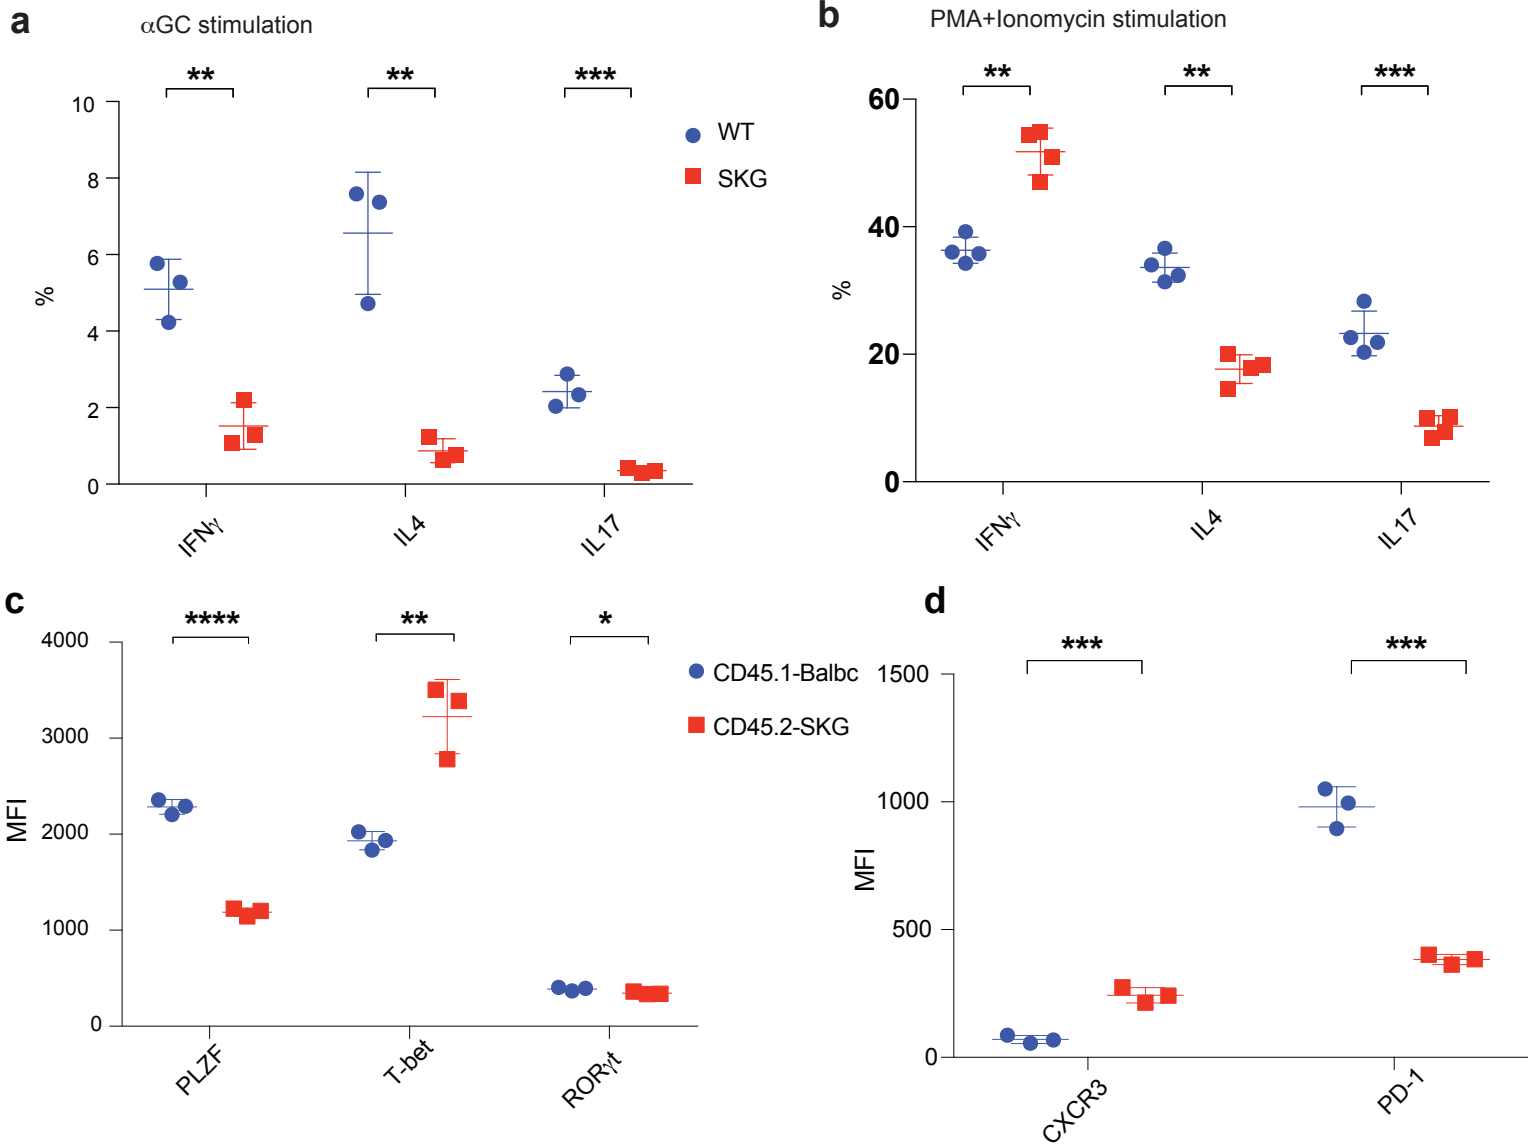 a
αGC stimulation
** ** ***
10
8
6
4
2
0
%
WT
SKG
IFNγ
IL4
IL17
b
PMA+Ionomycin stimulation
** ** ***
60
40
20
0
%
IFNγ
IL4
IL17
c
**** ** *
4000
3000
2000
1000
0
MFI
CD45.1-Balbc
CD45.2-SKG
PLZF
T-bet
RORγt
d
*** ***
1500
1000
500
0
MFI
CXCR3
PD-1